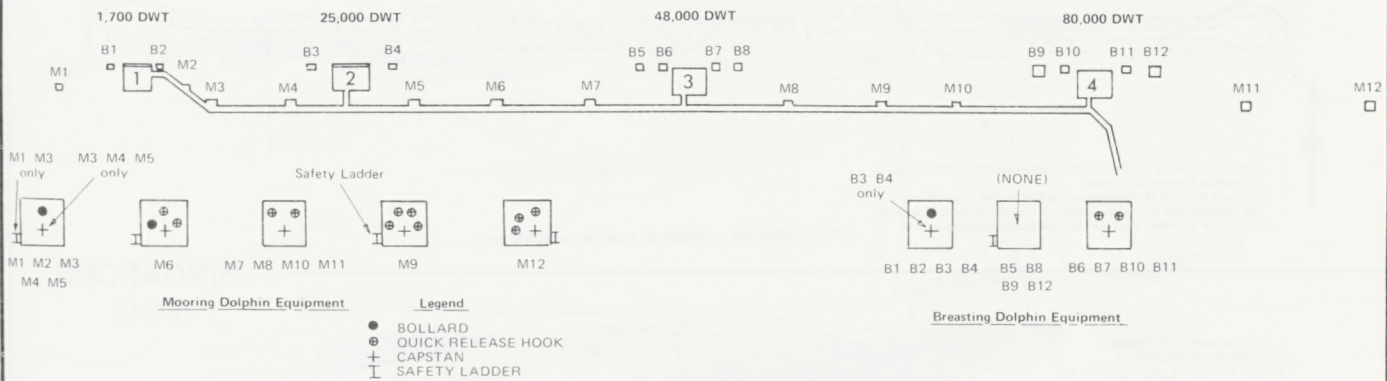 1,700 DWT 25,000 DWT 48,000 DWT 80,000 DWT
B1 B2 B3 B4 B5 B6 B7 B8 B9 B10 B11 B12
M1 M2 1 2 3 4
M3 M4 M5 M6 M7 M8 M9 M10 M11 M12
M1 M3 only
M3 M4 M5 only
Safety Ladder
B3 B4 only
(NONE)
M1 M2 M3
M4 M5
M6
M7 M8 M10 M11
M9
M12
B1 B2 B3 B4
B5 B8
B9 B12
B6 B7 B10 B11
Mooring Dolphin Equipment
Legend
BOLLARD
QUICK RELEASE HOOK
CAPSTAN
SAFETY LADDER
Breasting Dolphin Equipment